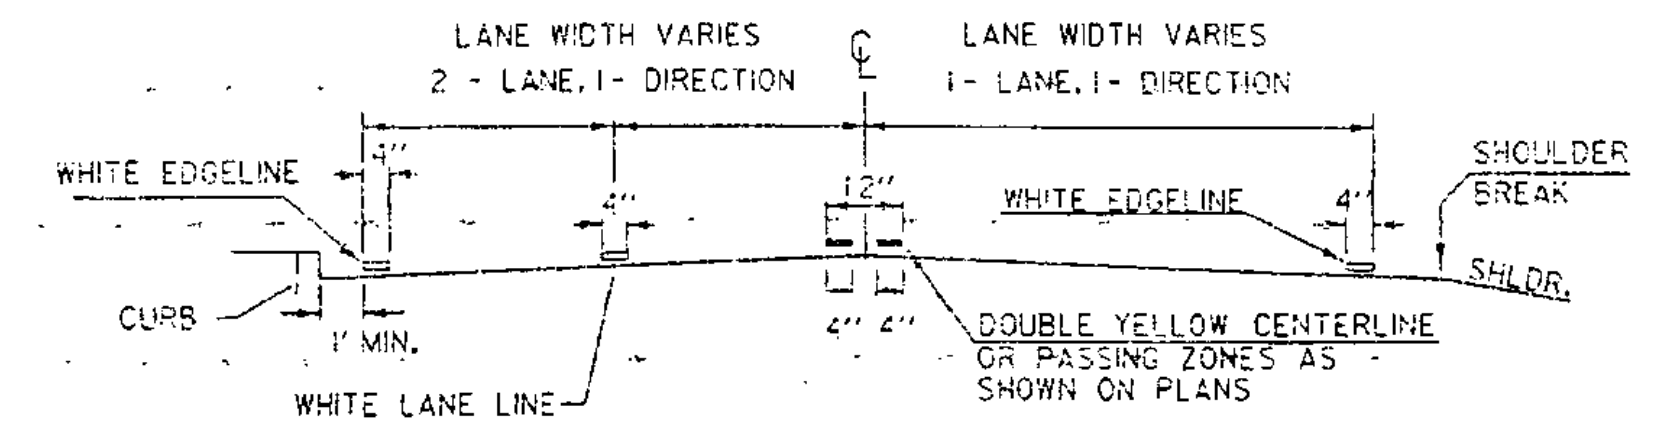 LANE WIDTH VARIES
2 - LANE, 1 - DIRECTION
℄
LANE WIDTH VARIES
1 - LANE, 1 - DIRECTION
WHITE EDGELINE
4"
4"
12"
WHITE EDGELINE
4"
SHOULDER
BREAK
SHLDR.
CURB
1' MIN.
4" 4"
DOUBLE YELLOW CENTERLINE
OR PASSING ZONES AS
SHOWN ON PLANS
WHITE LANE LINE